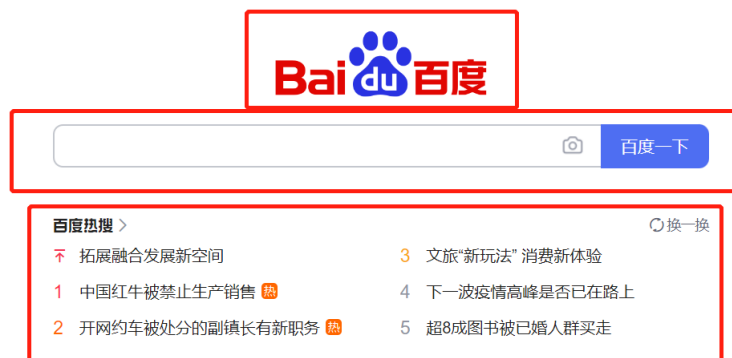 Bai du 百度
百度一下
百度热搜
换一换
拓展融合发展新空间
1 中国红牛被禁止生产销售 热
2 开网约车被处分的副镇长有新职务 热
3 文旅“新玩法” 消费新体验
4 下一波疫情高峰是否已在路上
5 超8成图书被已婚人群买走